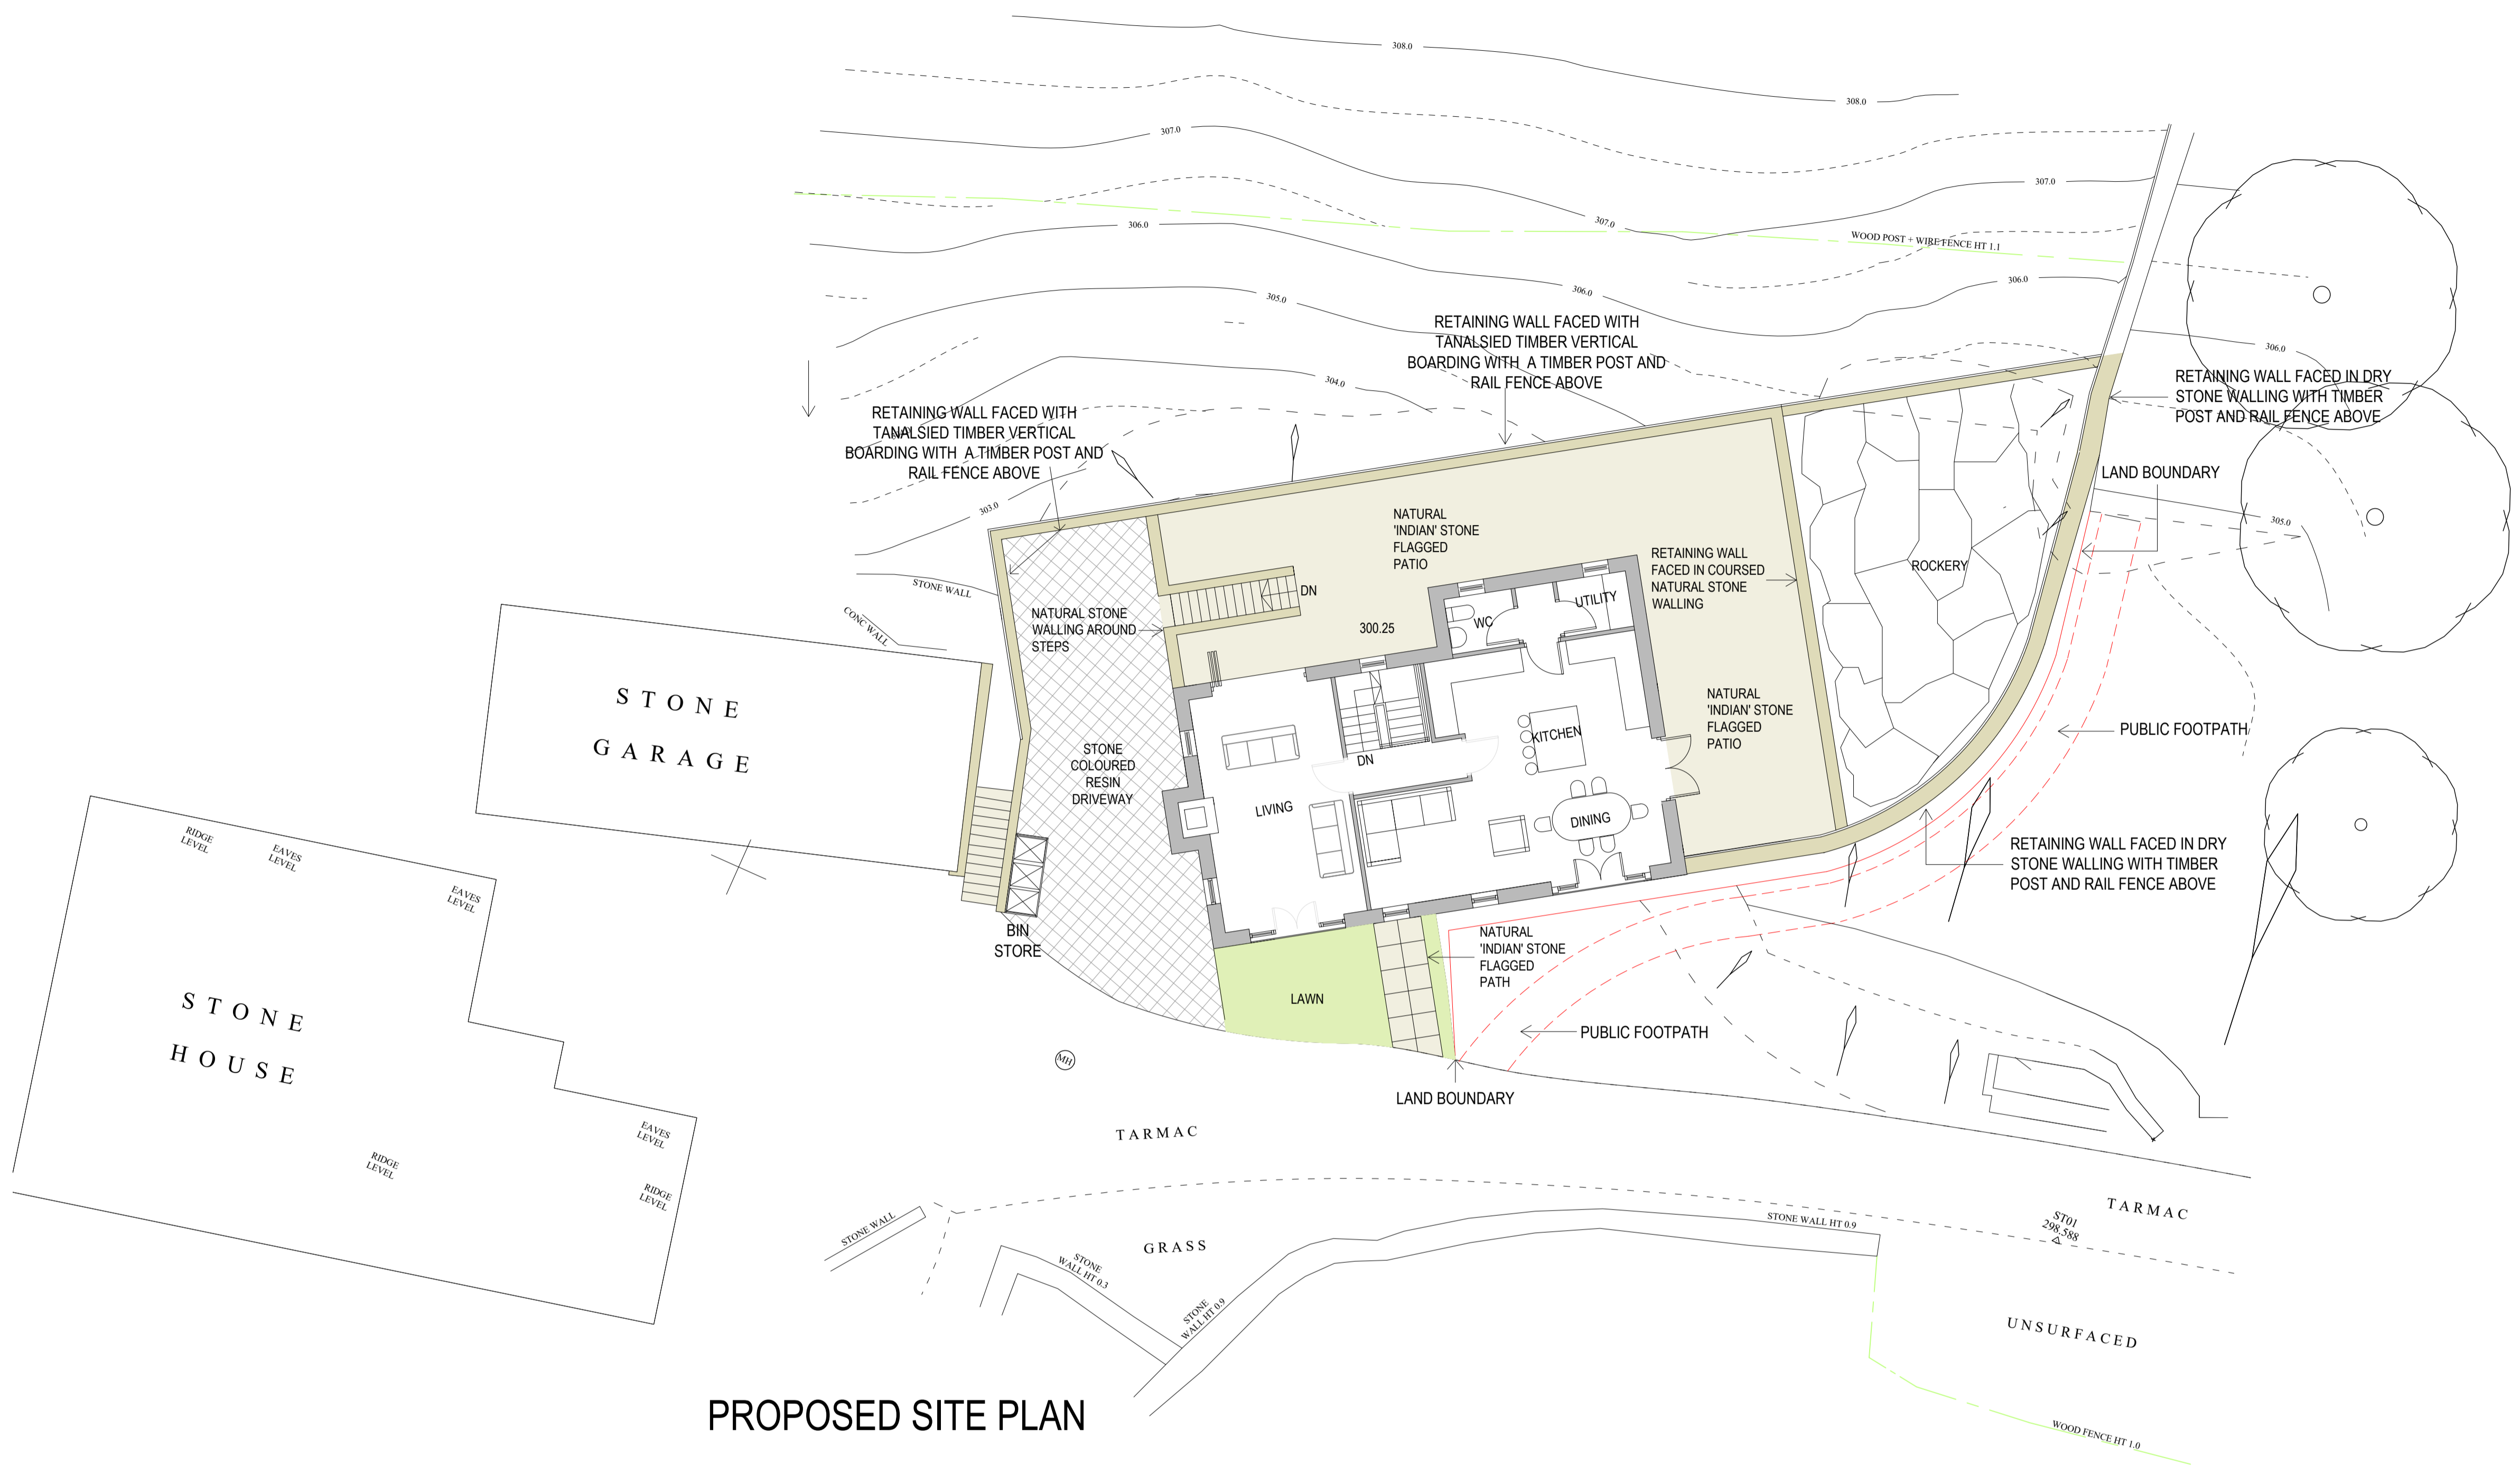 308.0
308.0
307.0
307.0
307.0
306.0
WOOD POST + WIRE FENCE HT 1.1
306.0
306.0
305.0
306.0
304.0
303.0
305.0
RETAINING WALL FACED WITH
TANALSIED TIMBER VERTICAL
BOARDING WITH A TIMBER POST AND
RAIL FENCE ABOVE
RETAINING WALL FACED WITH
TANALSIED TIMBER VERTICAL
BOARDING WITH A TIMBER POST AND
RAIL FENCE ABOVE
RETAINING WALL FACED IN DRY
STONE WALLING WITH TIMBER
POST AND RAIL FENCE ABOVE
LAND BOUNDARY
STONE WALL
CONC WALL
NATURAL
'INDIAN' STONE
FLAGGED
PATIO
RETAINING WALL
FACED IN COURSED
NATURAL STONE
WALLING
ROCKERY
DN
NATURAL STONE
WALLING AROUND
STEPS
300.25
WC
UTILITY
STONE
GARAGE
STONE
COLOURED
RESIN
DRIVEWAY
NATURAL
'INDIAN' STONE
FLAGGED
PATIO
KITCHEN
DN
LIVING
DINING
PUBLIC FOOTPATH
RETAINING WALL FACED IN DRY
STONE WALLING WITH TIMBER
POST AND RAIL FENCE ABOVE
RIDGE
LEVEL
EAVES
LEVEL
EAVES
LEVEL
BIN
STORE
NATURAL
'INDIAN' STONE
FLAGGED
PATH
LAWN
STONE
HOUSE
PUBLIC FOOTPATH
MH
LAND BOUNDARY
EAVES
LEVEL
RIDGE
LEVEL
RIDGE
LEVEL
TARMAC
TARMAC
STONE WALL
GRASS
STONE WALL HT 0.9
ST01
298.588
STONE
WALL HT 0.3
STONE
WALL HT 0.9
UNSURFACED
WOOD FENCE HT 1.0
PROPOSED SITE PLAN